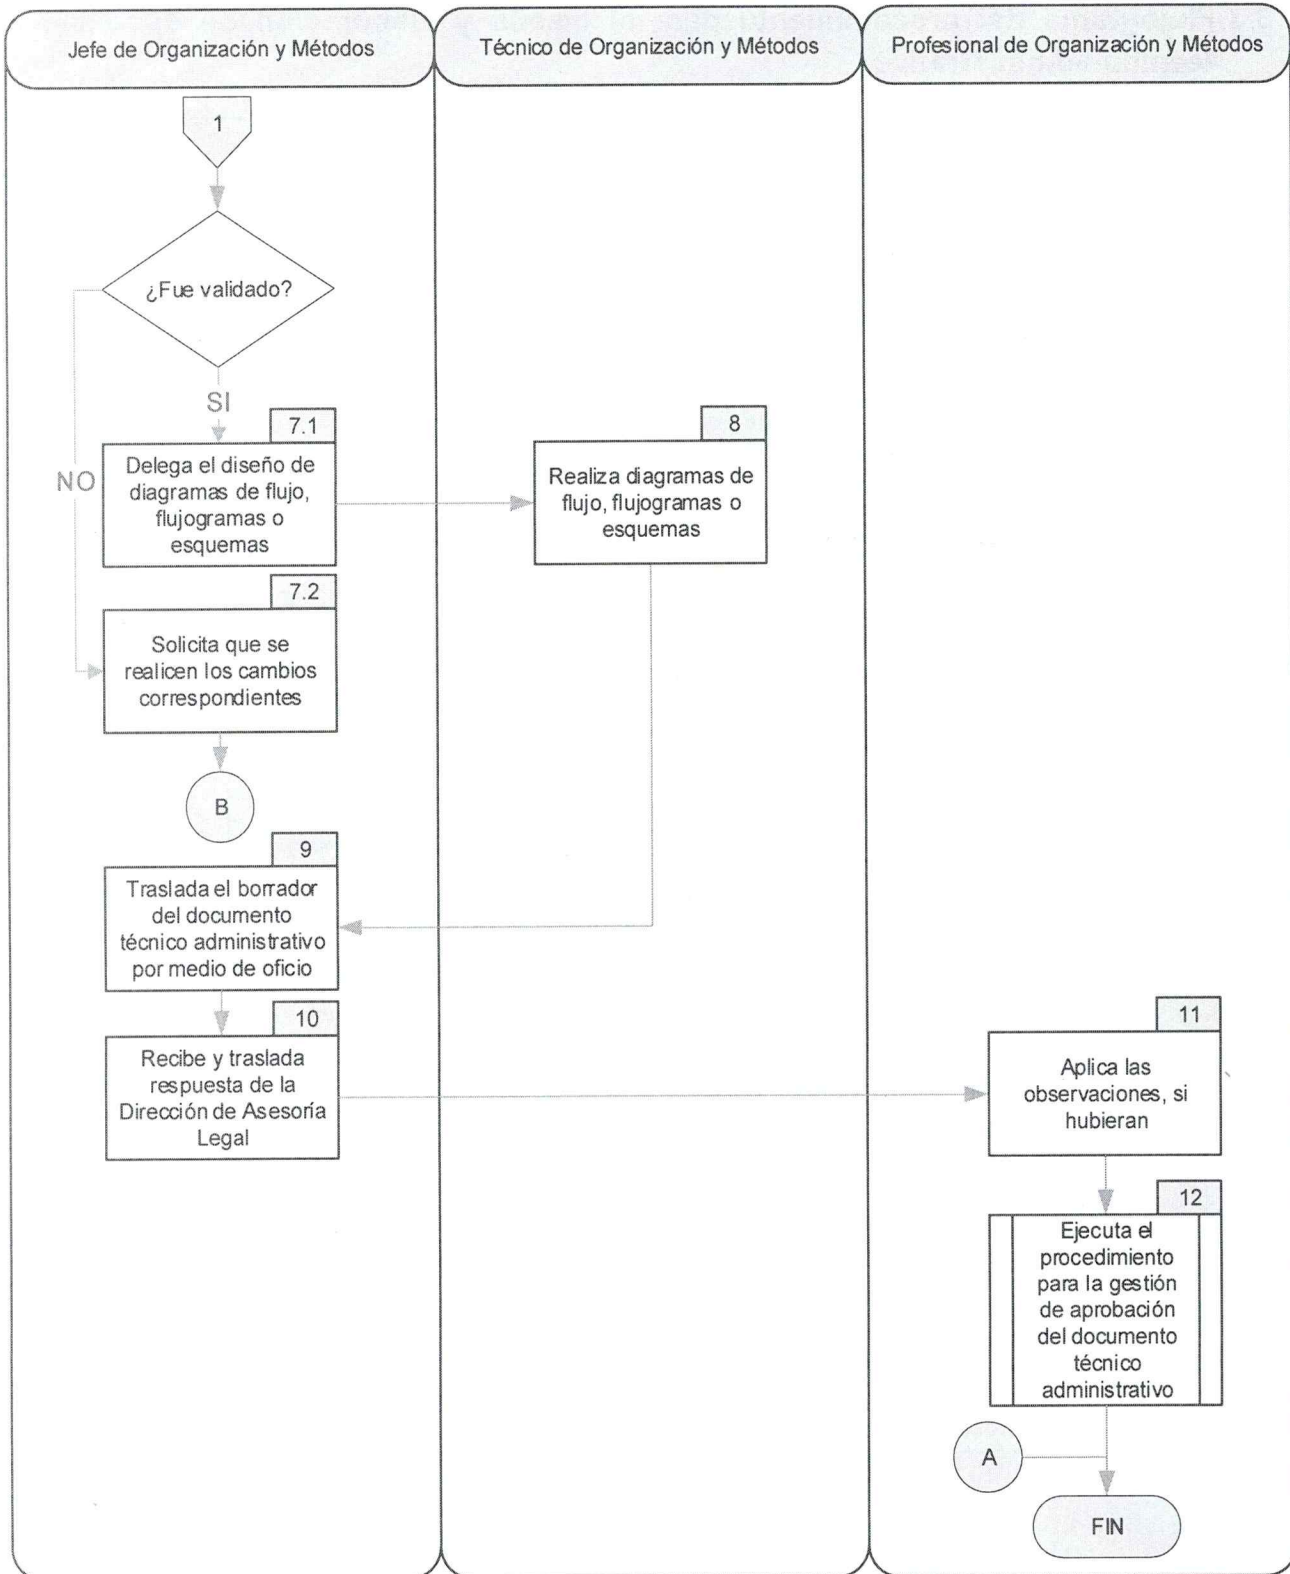 Jefe de Organización y Métodos
Técnico de Organización y Métodos
Profesional de Organización y Métodos
1
¿Fue validado?
SI
NO
7.1
Delega el diseño de
diagramas de flujo,
flujogramas o
esquemas
8
Realiza diagramas de
flujo, flujogramas o
esquemas
7.2
Solicita que se
realicen los cambios
correspondientes
B
9
Traslada el borrador
del documento
técnico administrativo
por medio de oficio
10
Recibe y traslada
respuesta de la
Dirección de Asesoría
Legal
11
Aplica las
observaciones, si
hubieran
12
Ejecuta el
procedimiento
para la gestión
de aprobación
del documento
técnico
administrativo
A
FIN